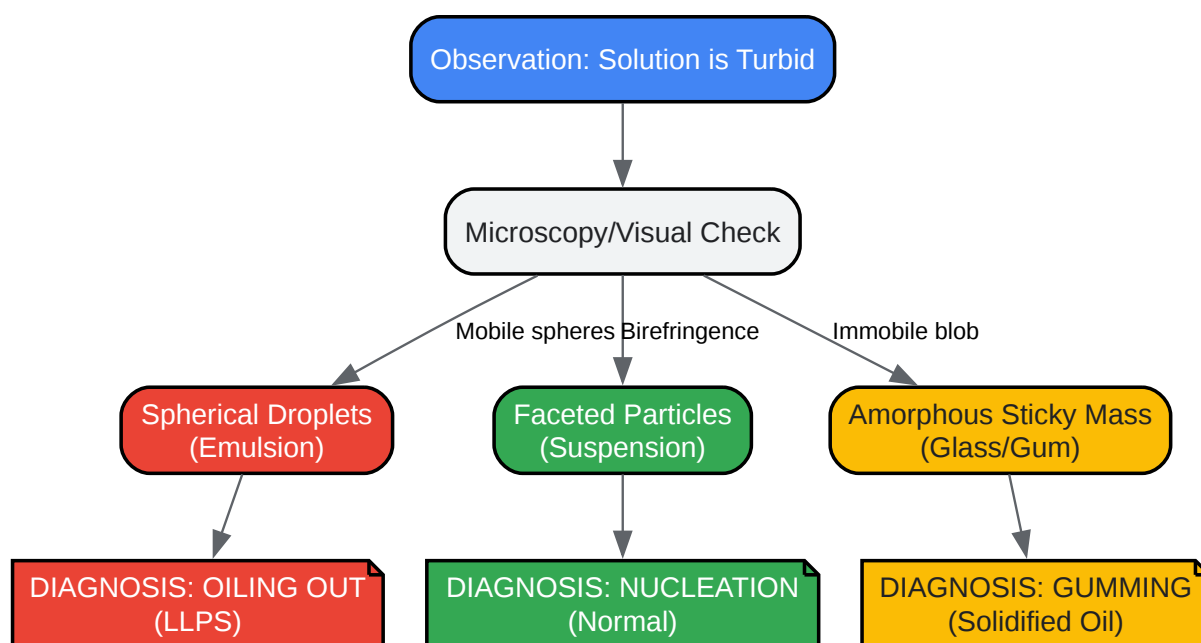 Observation: Solution is Turbid
Microscopy/Visual Check
Mobile spheres
Birefringence
Immobile blob
Spherical Droplets
(Emulsion)
Faceted Particles
(Suspension)
Amorphous Sticky Mass
(Glass/Gum)
DIAGNOSIS: OILING OUT
(LLPS)
DIAGNOSIS: NUCLEATION
(Normal)
DIAGNOSIS: GUMMING
(Solidified Oil)